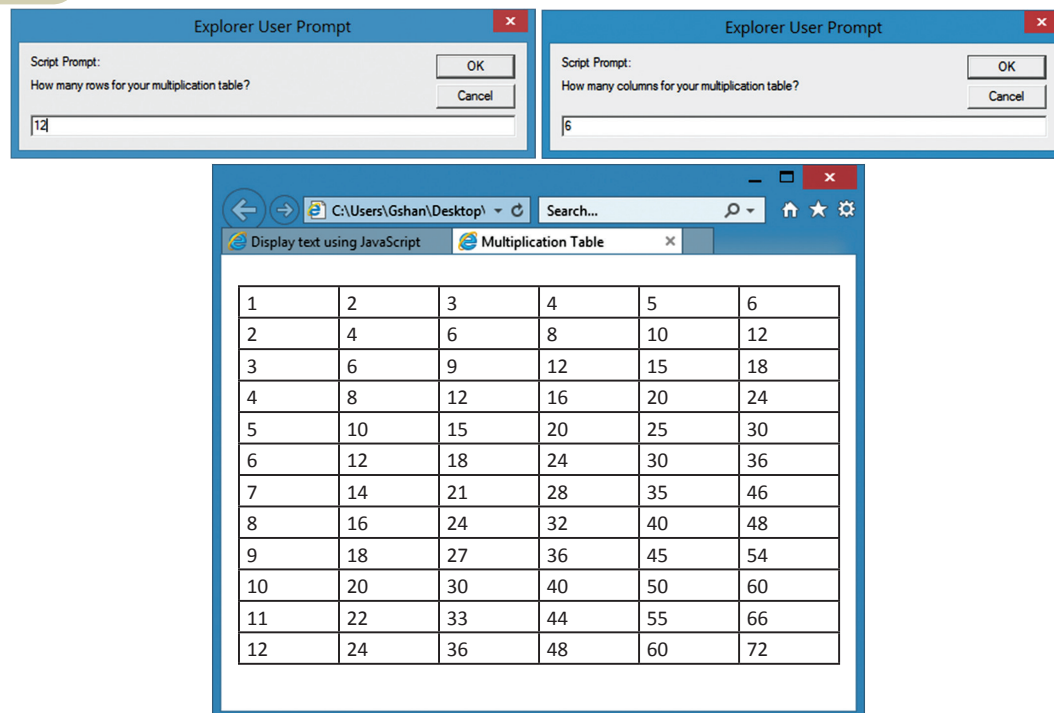 Explorer User Prompt
Script Prompt:
How many rows for your multiplication table?
OK
Cancel
12
Explorer User Prompt
Script Prompt:
How many columns for your multiplication table?
OK
Cancel
6
C:\Users\Gshan\Desktop\ Search...
Display text using JavaScript Multiplication Table
1 2 3 4 5 6
2 4 6 8 10 12
3 6 9 12 15 18
4 8 12 16 20 24
5 10 15 20 25 30
6 12 18 24 30 36
7 14 21 28 35 46
8 16 24 32 40 48
9 18 27 36 45 54
10 20 30 40 50 60
11 22 33 44 55 66
12 24 36 48 60 72